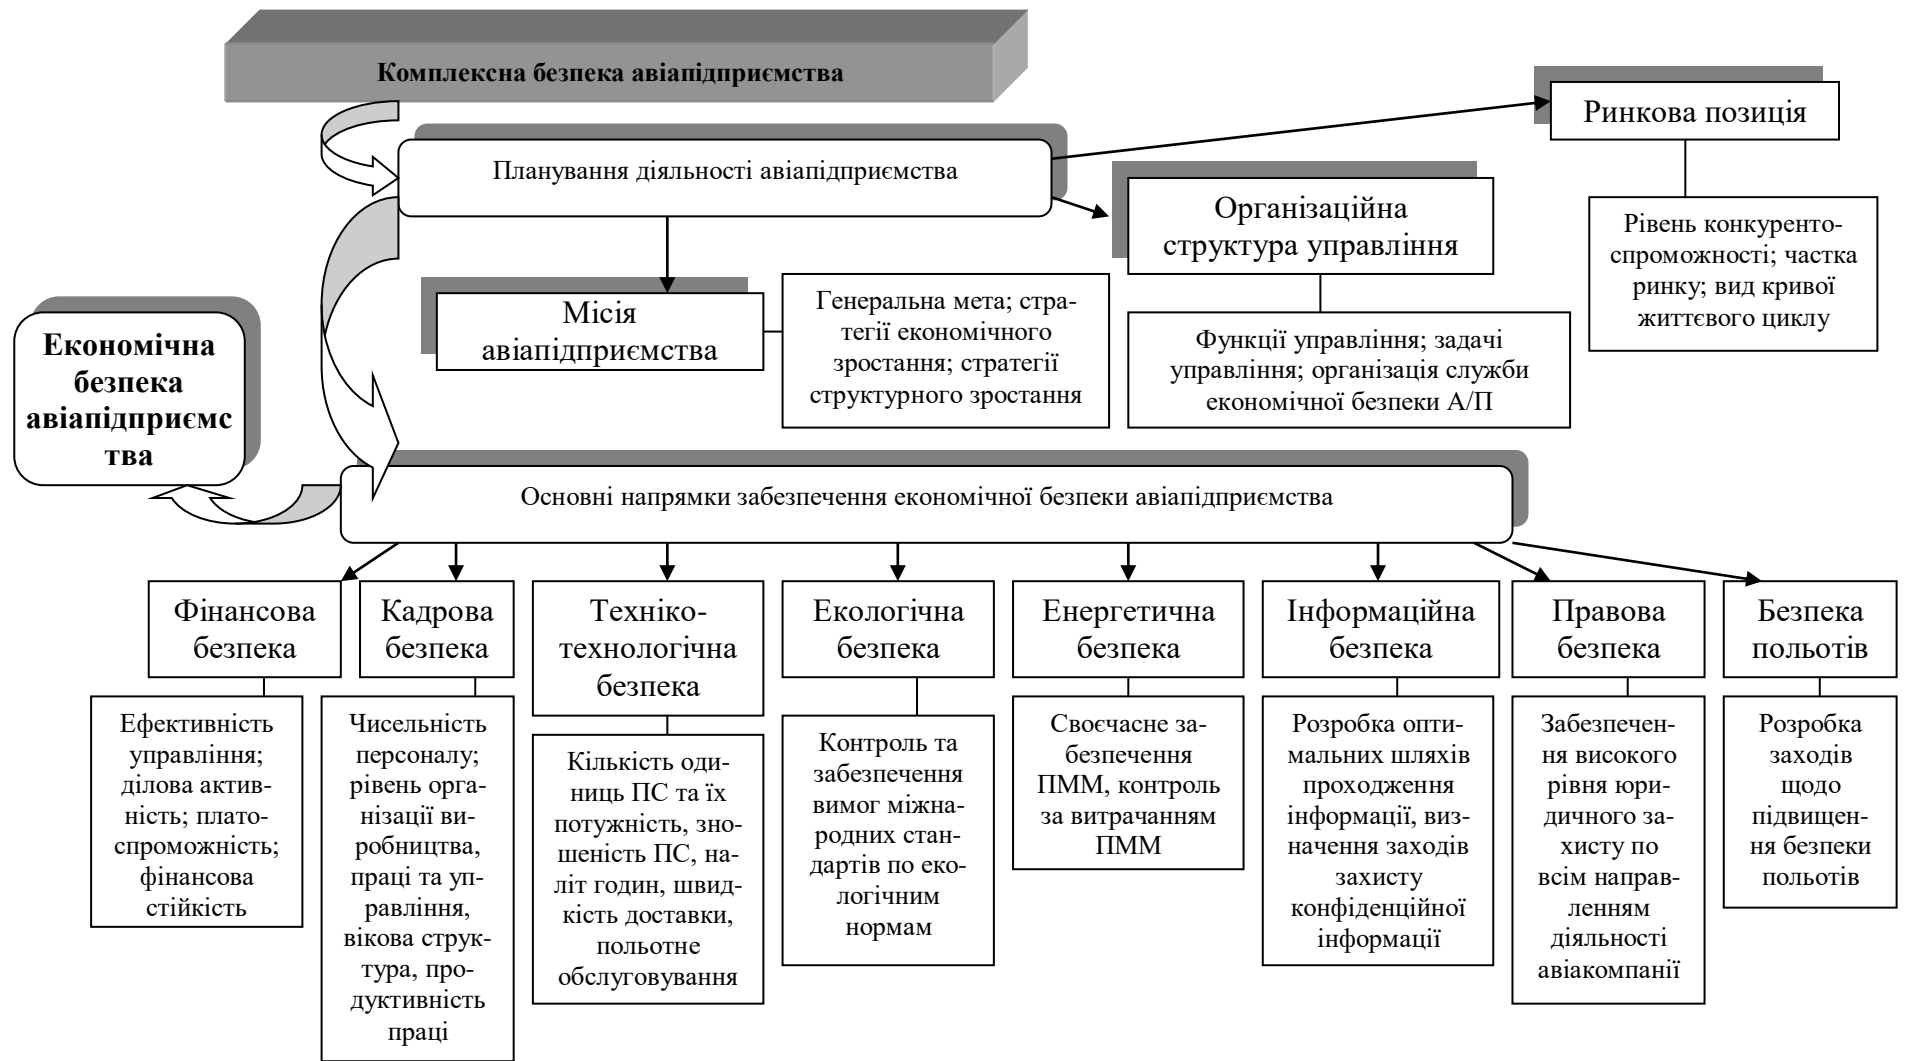 Комплексна безпека авіапідприємства
Ринкова позиція
Планування діяльності авіапідприємства
Організаційна
структура управління
Рівень конкуренто-
спроможності; частка
ринку; вид кривої
життєвого циклу
Місія
авіапідприємства
Генеральна мета; стра-
тегії економічного
зростання; стратегії
структурного зростання
Функції управління; задачі
управління; організація служби
економічної безпеки А/П
Економічна
безпека
авіапідприємс
тва
Основні напрямки забезпечення економічної безпеки авіапідприємства
Фінансова
безпека
Кадрова
безпека
Техніко-
технологічна
безпека
Екологічна
безпека
Енергетична
безпека
Інформаційна
безпека
Правова
безпека
Безпека
польотів
Ефективність
управління;
ділова актив-
ність; плато-
спроможність;
фінансова
стійкість
Чисельність
персоналу;
рівень орга-
нізації ви-
робництва,
праці та уп-
равління,
вікова струк-
тура, про-
дуктивність
праці
Кількість оди-
ниць ПС та їх
потужність, зно-
шеність ПС, на-
літ годин, швид-
кість доставки,
польотне
обслуговування
Контроль та
забезпечення
вимог міжна-
родних стан-
дартів по еко-
логічним
нормам
Своєчасне за-
безпечення
ПММ, контроль
за витрачанням
ПММ
Розробка опти-
мальних шляхів
проходження
інформації, виз-
начення заходів
захисту
конфіденційної
інформації
Забезпечен-
ня високого
рівня юри-
дичного за-
хисту по
всім направ-
ленням
діяльності
авіакомпанії
Розробка
заходів
щодо
підвищен-
ня безпеки
польотів